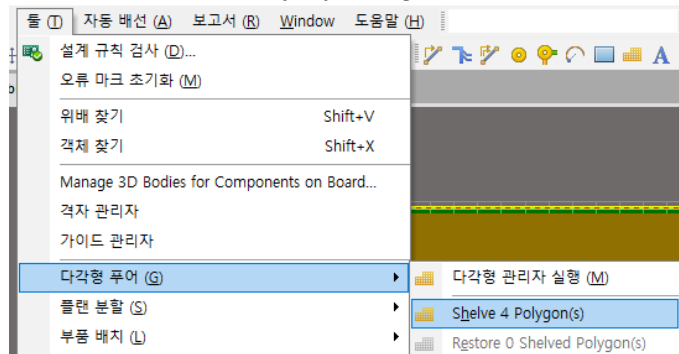 툴 (T) 자동 배선 (A) 보고서 (R) Window 도움말 (H)
설계 규칙 검사 (D)...
오류 마크 초기화 (M)
위배 찾기 Shift+V
객체 찾기 Shift+X
Manage 3D Bodies for Components on Board...
격자 관리자
가이드 관리자
다각형 푸어 (G) 다각형 관리자 실행 (M)
플랜 분할 (S) Shelve 4 Polygon(s)
부품 배치 (L) Restore 0 Shelved Polygon(s)